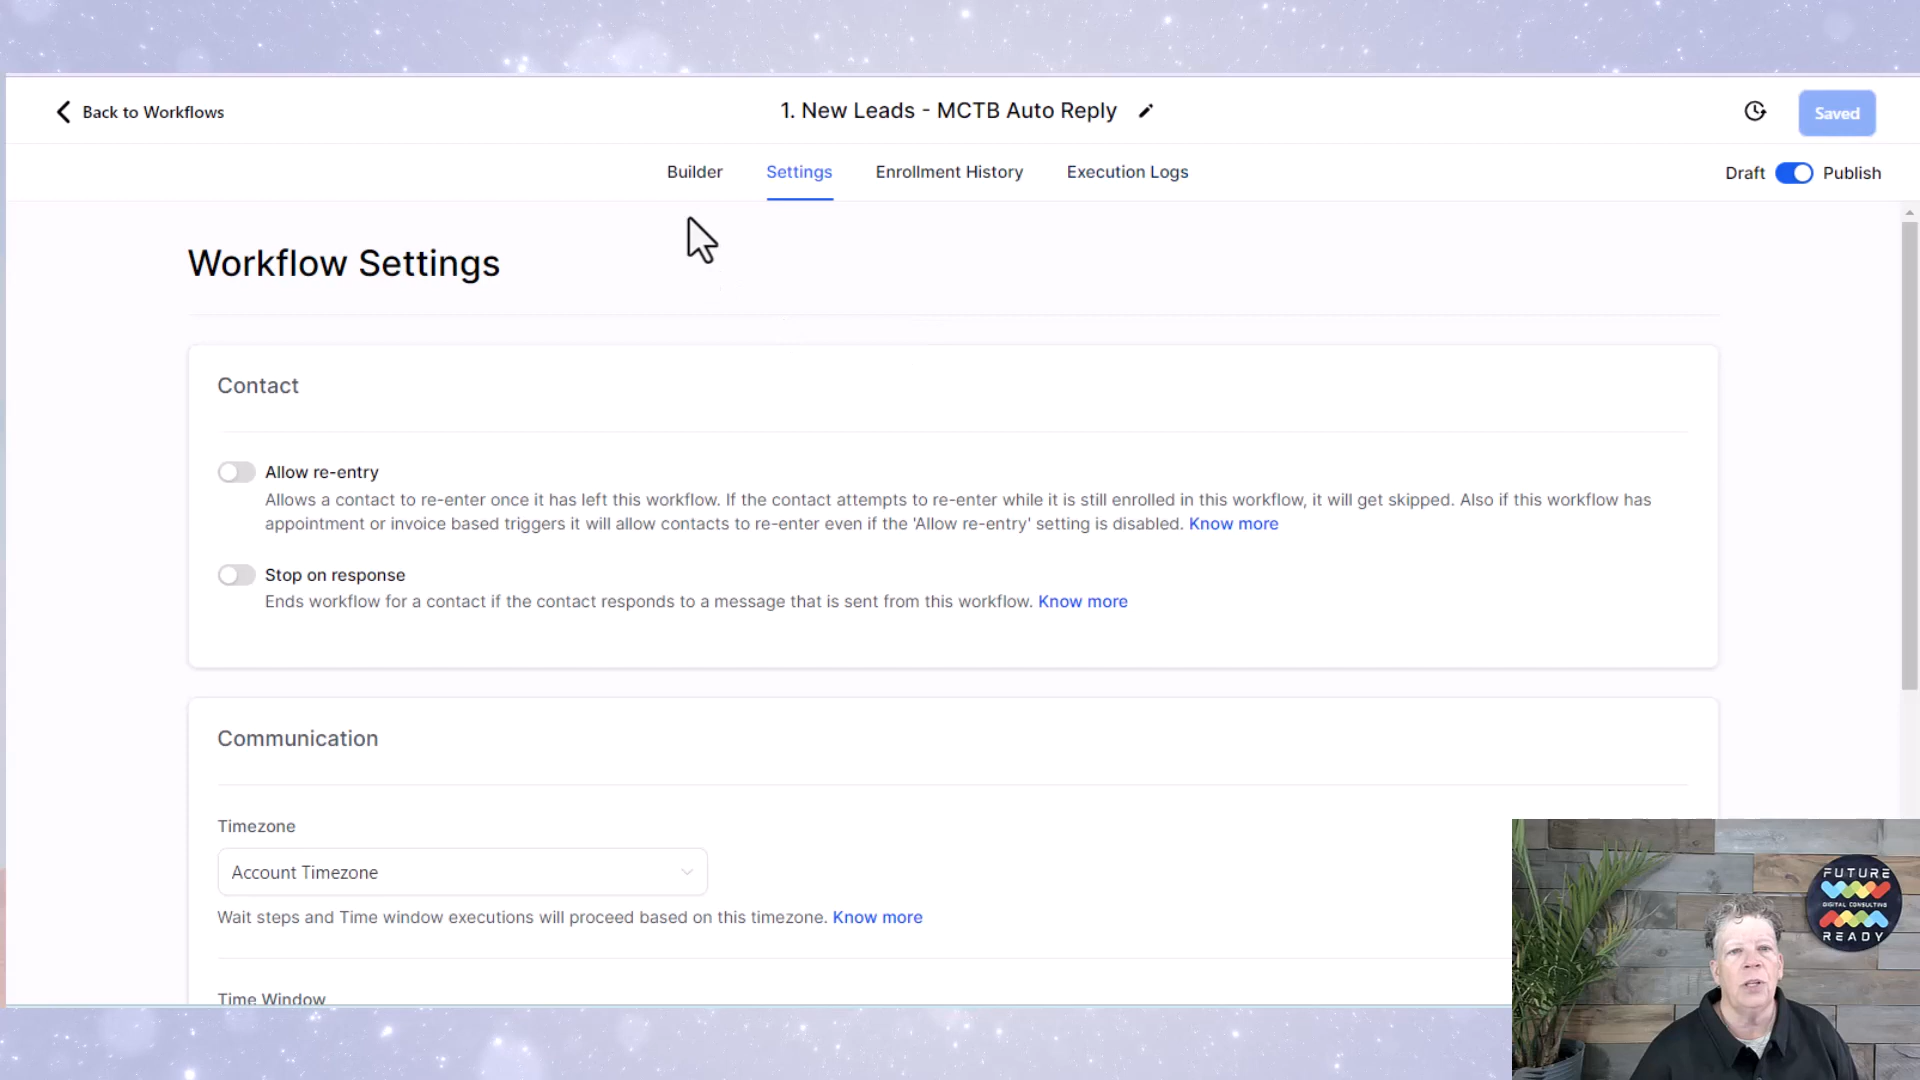 Back to Workflows
1. New Leads - MCTB Auto Reply
Saved
Builder
Settings
Enrollment History
Execution Logs
Draft
Publish
Workflow Settings
Contact
Allow re-entry
Allows a contact to re-enter once it has left this workflow. If the contact attempts to re-enter while it is still enrolled in this workflow, it will get skipped. Also if this workflow has
appointment or invoice based triggers it will allow contacts to re-enter even if the 'Allow re-entry' setting is disabled. Know more
Stop on response
Ends workflow for a contact if the contact responds to a message that is sent from this workflow. Know more
Communication
Timezone
Account Timezone
Wait steps and Time window executions will proceed based on this timezone. Know more
Time Window
FUTURE
DIGITAL CONSULTING
READY